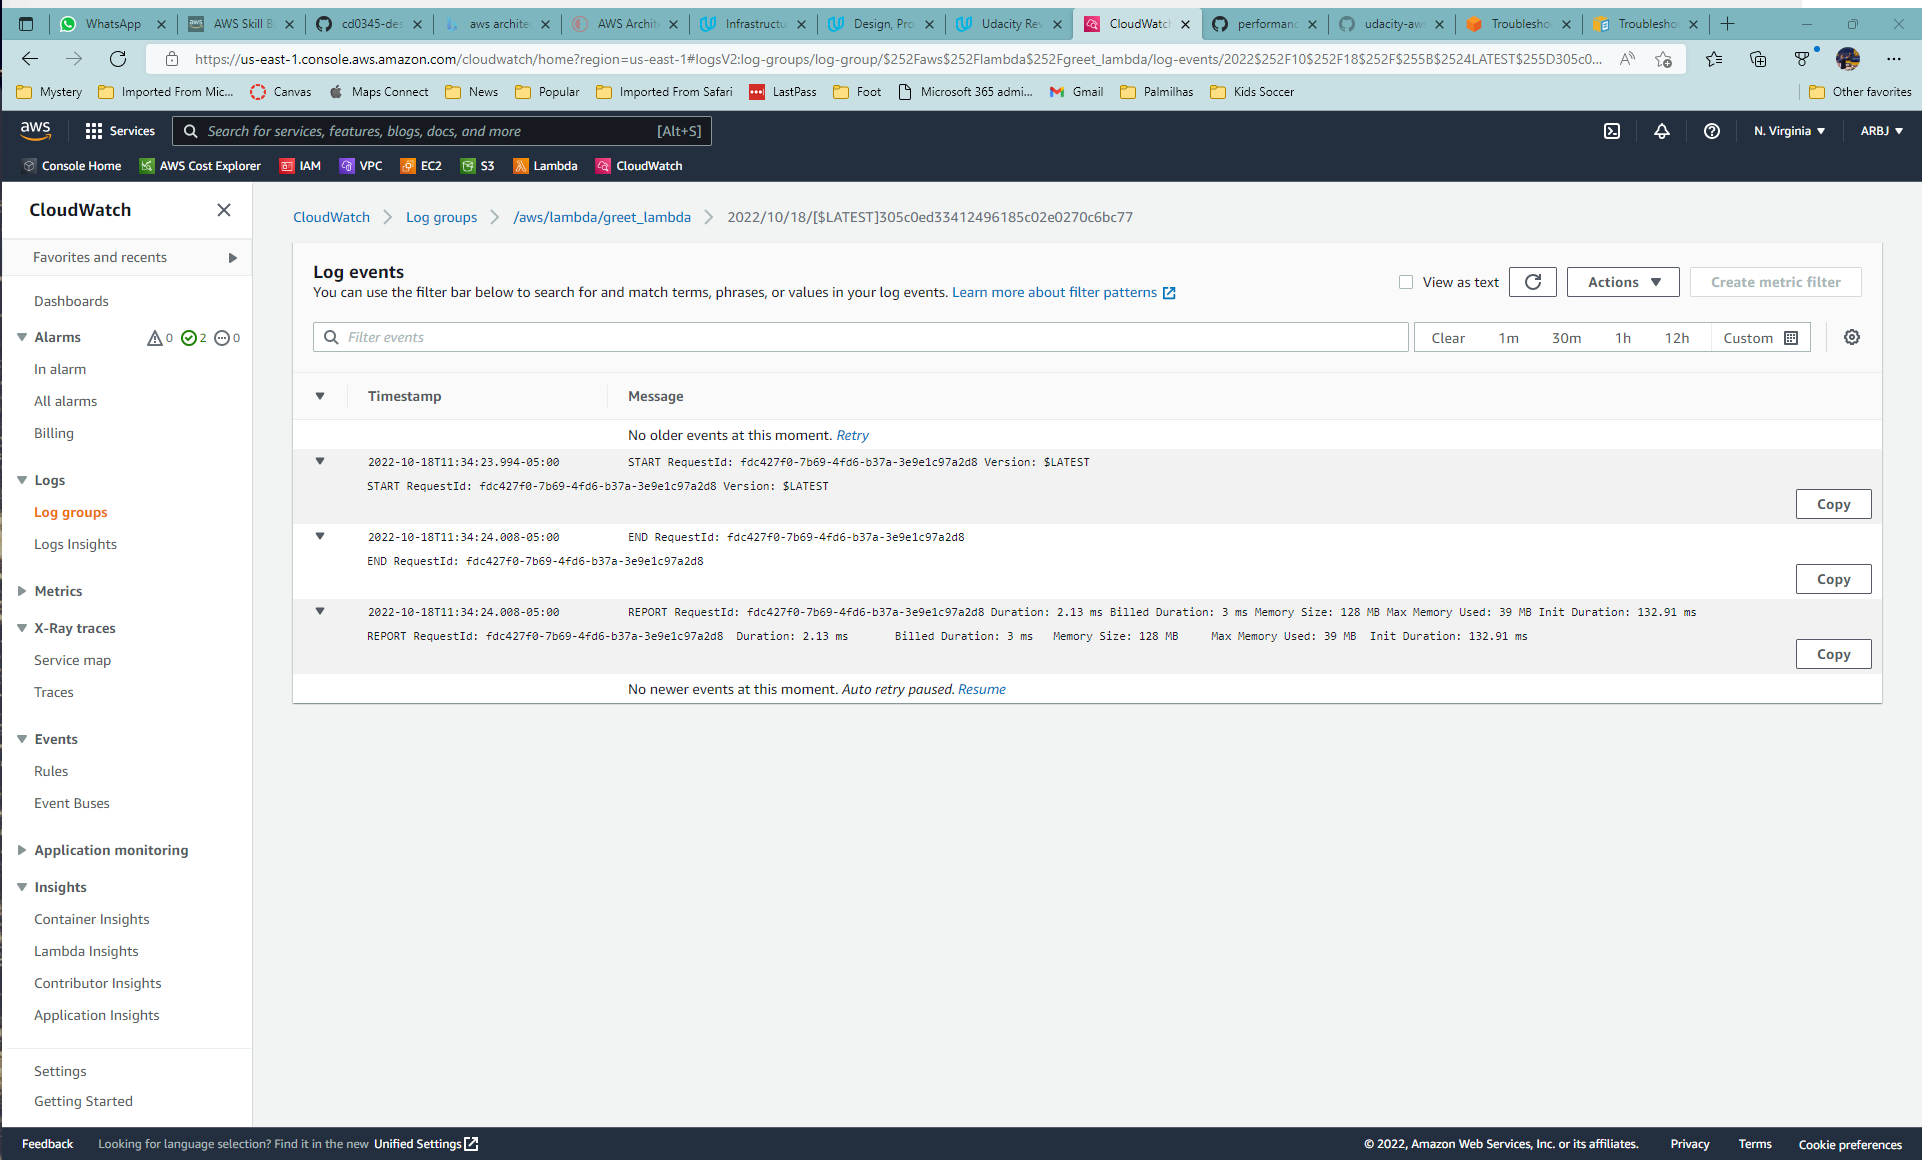 WhatsApp
AWS Skill B
cd0345-des
aws archite
AWS Archit
Infrastructu
Design, Pro
Udacity Rev
CloudWatch
performanc
udacity-aws
Troublesho
Troublesho
https://us-east-1.console.aws.amazon.com/cloudwatch/home?region=us-east-1#logsV2:log-groups/log-group/$252Faws$252Flambda$252Fgreet_lambda/log-events/2022$252F10$252F18$252F$255B$2524LATEST$255D305c0...
Mystery
Imported From Mic...
Canvas
Maps Connect
News
Popular
Imported From Safari
LastPass
Foot
Microsoft 365 admi...
Gmail
Palmilhas
Kids Soccer
Other favorites
aws
Services
Search for services, features, blogs, docs, and more
[Alt+S]
N. Virginia
ARBJ
Console Home
AWS Cost Explorer
IAM
VPC
EC2
S3
Lambda
CloudWatch
CloudWatch
Favorites and recents
Dashboards
Alarms 0 2 0
In alarm
All alarms
Billing
Logs
Log groups
Logs Insights
Metrics
X-Ray traces
Service map
Traces
Events
Rules
Event Buses
Application monitoring
Insights
Container Insights
Lambda Insights
Contributor Insights
Application Insights
Settings
Getting Started
CloudWatch
Log groups
/aws/lambda/greet_lambda
2022/10/18/[$LATEST]305c0ed33412496185c02e0270c6bc77
Log events
You can use the filter bar below to search for and match terms, phrases, or values in your log events. Learn more about filter patterns
View as text
Actions
Create metric filter
Filter events
Clear 1m 30m 1h 12h Custom
Timestamp Message
No older events at this moment. Retry
2022-10-18T11:34:23.994-05:00 START RequestId: fdc427f0-7b69-4fd6-b37a-3e9e1c97a2d8 Version: $LATEST
START RequestId: fdc427f0-7b69-4fd6-b37a-3e9e1c97a2d8 Version: $LATEST
Copy
2022-10-18T11:34:24.008-05:00 END RequestId: fdc427f0-7b69-4fd6-b37a-3e9e1c97a2d8
END RequestId: fdc427f0-7b69-4fd6-b37a-3e9e1c97a2d8
Copy
2022-10-18T11:34:24.008-05:00 REPORT RequestId: fdc427f0-7b69-4fd6-b37a-3e9e1c97a2d8 Duration: 2.13 ms Billed Duration: 3 ms Memory Size: 128 MB Max Memory Used: 39 MB Init Duration: 132.91 ms
REPORT RequestId: fdc427f0-7b69-4fd6-b37a-3e9e1c97a2d8 Duration: 2.13 ms Billed Duration: 3 ms Memory Size: 128 MB Max Memory Used: 39 MB Init Duration: 132.91 ms
Copy
No newer events at this moment. Auto retry paused. Resume
Feedback
Looking for language selection? Find it in the new Unified Settings
© 2022, Amazon Web Services, Inc. or its affiliates.
Privacy
Terms
Cookie preferences